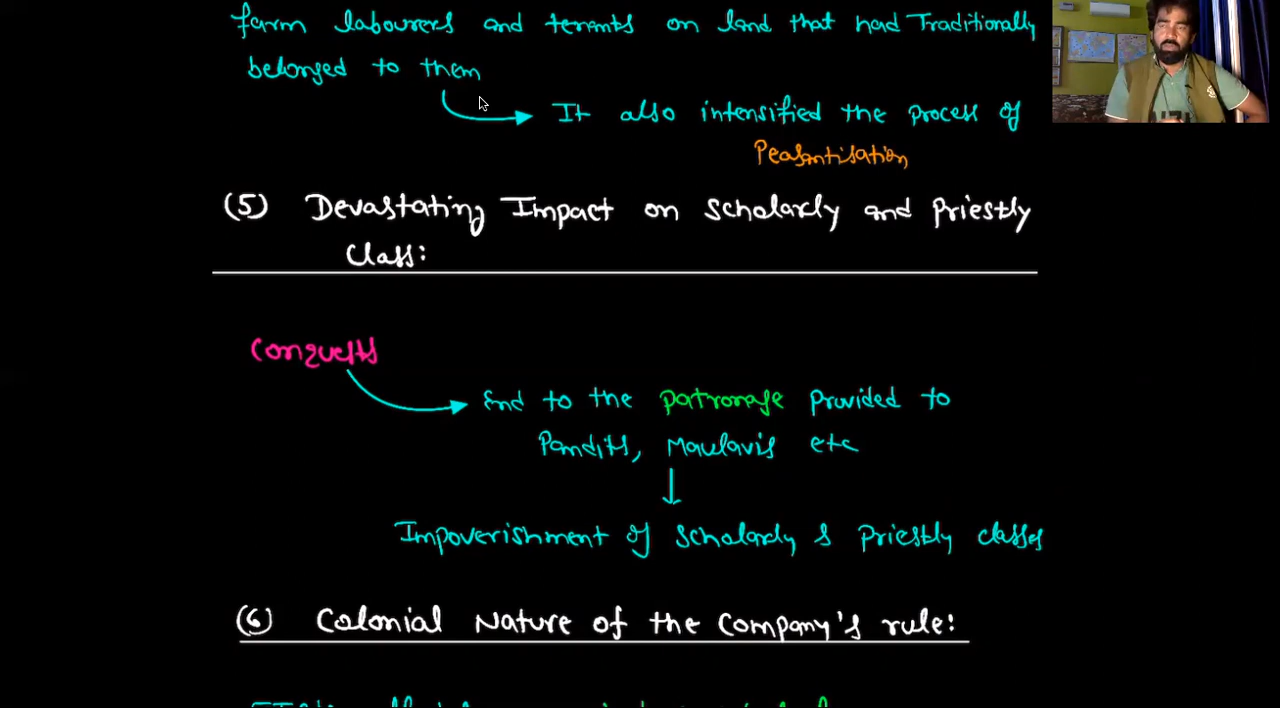 farm labourers and tenants on land that had Traditionally
belonged to them
It also intensified the process of
Peasantisation
(5) Devastating Impact on Scholarly and Priestly
Class:
Conquests
End to the patronage provided to
Pandits, Maulavis etc
Impoverishment of scholarly & priestly classes
(6) Colonial Nature of the Company's rule: